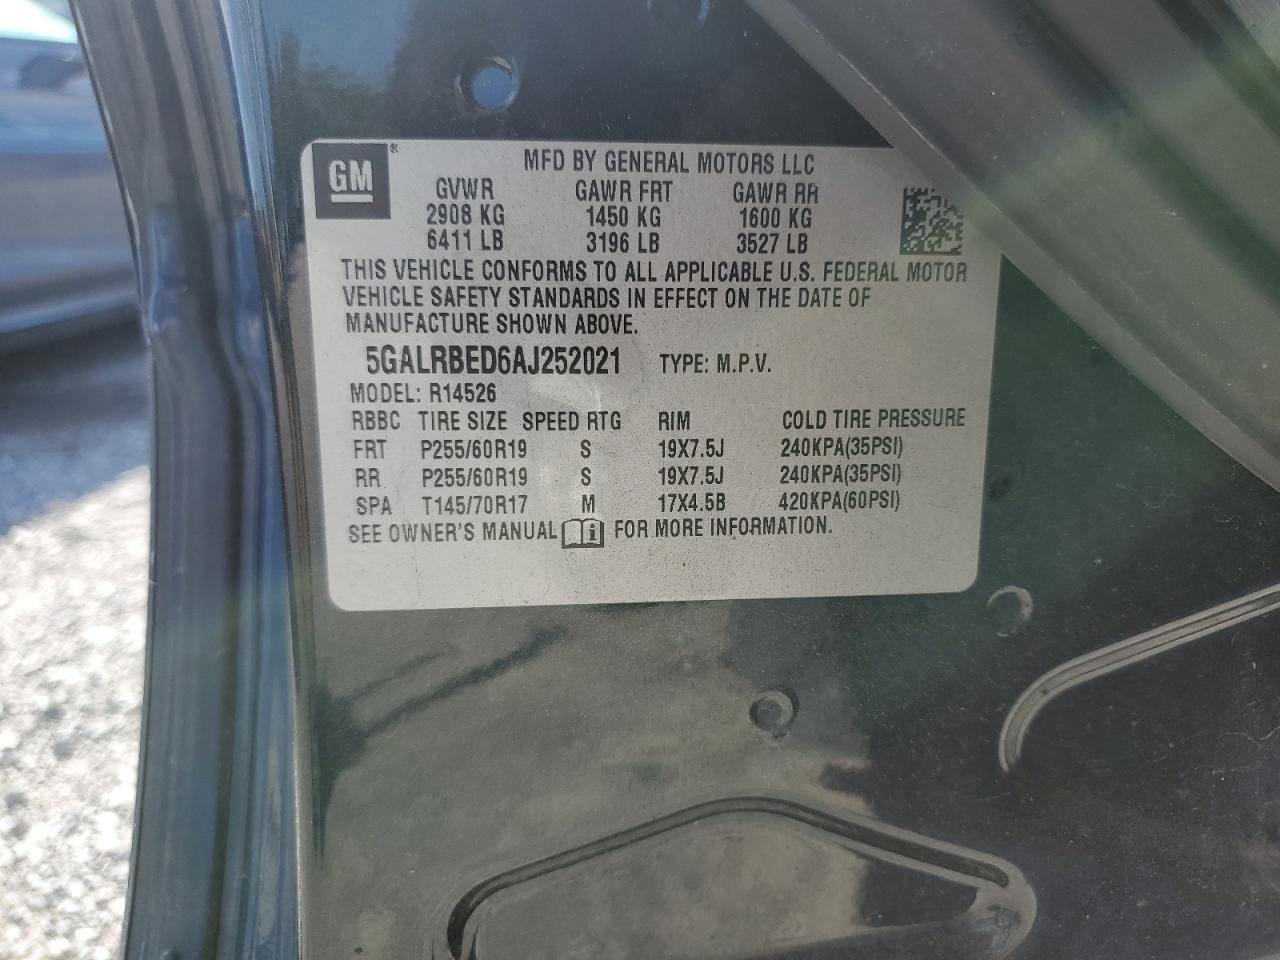 GM® MFD BY GENERAL MOTORS LLC
GVWR GAWR FRT GAWR RR
2908 KG 1450 KG 1600 KG
6411 LB 3196 LB 3527 LB
THIS VEHICLE CONFORMS TO ALL APPLICABLE U.S. FEDERAL MOTOR
VEHICLE SAFETY STANDARDS IN EFFECT ON THE DATE OF
MANUFACTURE SHOWN ABOVE.
5GALRBED6AJ252021 TYPE: M.P.V.
MODEL: R14526
RBBC TIRE SIZE SPEED RTG RIM COLD TIRE PRESSURE
FRT P255/60R19 S 19X7.5J 240KPA(35PSI)
RR P255/60R19 S 19X7.5J 240KPA(35PSI)
SPA T145/70R17 M 17X4.5B 420KPA(60PSI)
SEE OWNER'S MANUAL i FOR MORE INFORMATION.